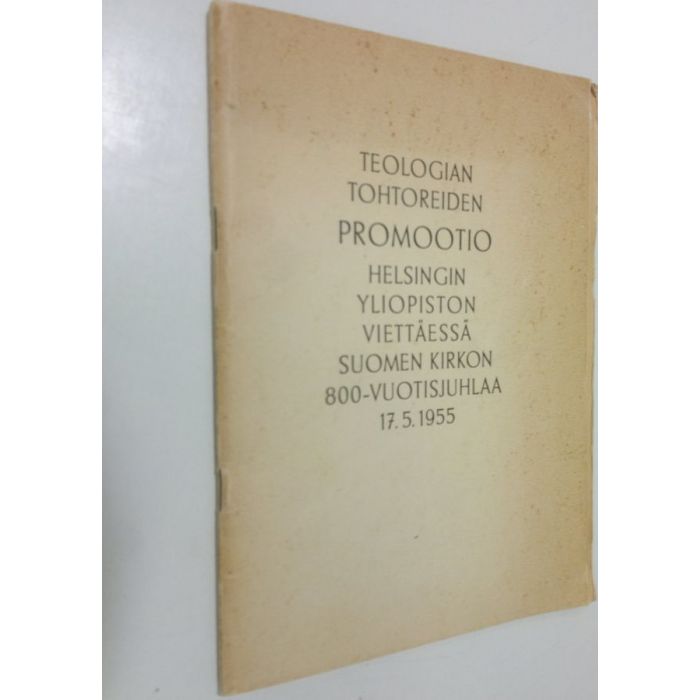 TEOLOGIAN
TOHTOREIDEN
PROMOOTIO
HELSINGIN
YLIOPISTON
VIETTÄESSÄ
SUOMEN KIRKON
800-VUOTISJUHLAA
17.5.1955